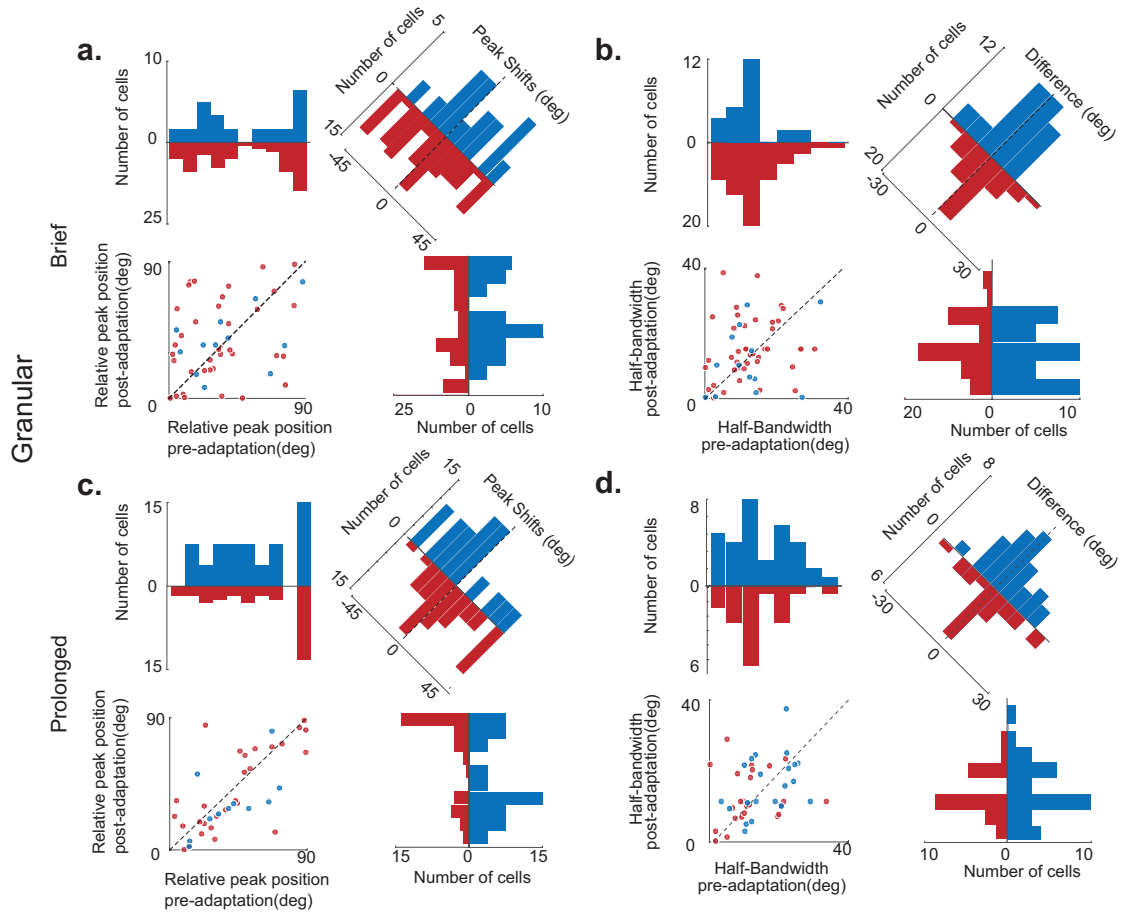 Granular
Brief
a.
10
0
25
Number of cells
Number of cells
5
0
15
-45
0
45
Peak Shifts (deg)
90
0
Relative peak position
post-adaptation(deg)
90
Relative peak position
pre-adaptation(deg)
25
0
10
Number of cells
b.
12
0
20
Number of cells
Number of cells
12
0
20
-30
0
30
Difference (deg)
40
0
Half-bandwidth
post-adaptation(deg)
40
Half-Bandwidth
pre-adaptation(deg)
20
0
10
Number of cells
Prolonged
c.
15
0
15
Number of cells
Number of cells
15
0
15
-45
0
45
Peak Shifts (deg)
90
0
Relative peak position
post-adaptation(deg)
90
Relative peak position
pre-adaptation(deg)
15
0
15
Number of cells
d.
8
0
6
Number of cells
Number of cells
8
0
6
-30
0
30
Difference (deg)
40
0
Half-bandwidth
post-adaptation(deg)
40
Half-Bandwidth
pre-adaptation(deg)
10
0
10
Number of cells